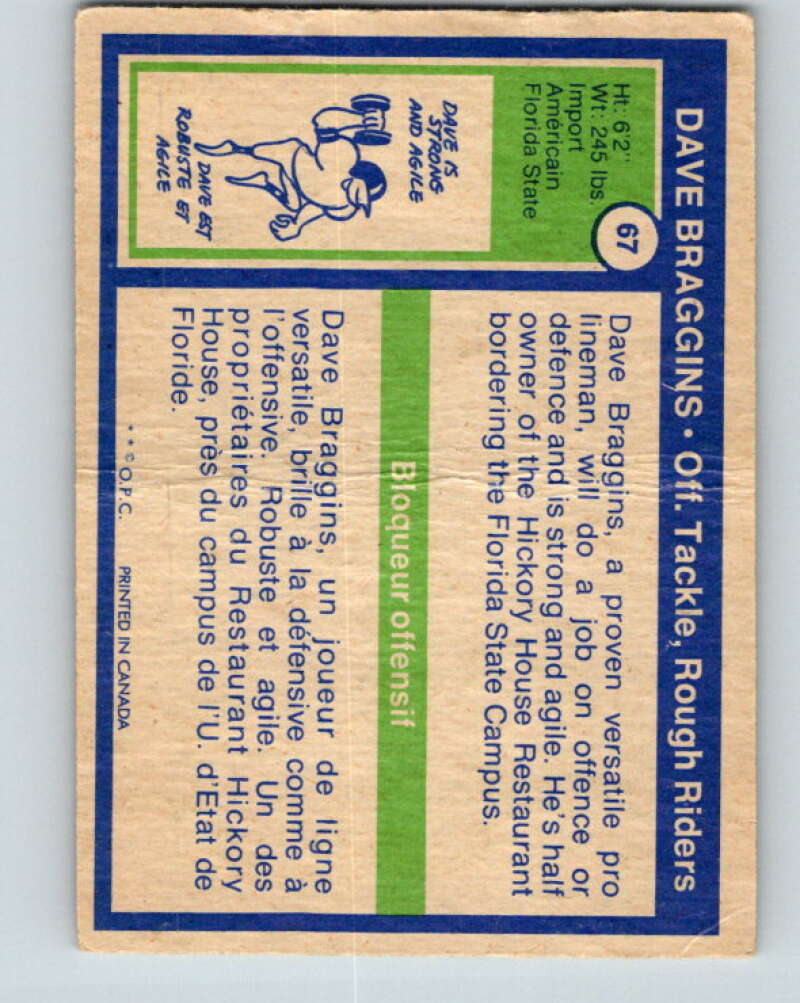 DAVE BRAGGINS • Off. Tackle, Rough Riders
67
Ht: 6'2"
Wt: 245 lbs.
Import
Américain
Florida State
DAVE IS
STRONG
AND AGILE
DAVE EST
ROBUSTE ET
AGILE
Dave Braggins, a proven versatile pro
lineman, will do a job on offence or
defence and is strong and agile. He's half
owner of the Hickory House Restaurant
bordering the Florida State Campus.
Bloqueur offensif
Dave Braggins, un joueur de ligne
versatile, brille à la défensive comme à
l'offensive. Robuste et agile. Un des
propriétaires du Restaurant Hickory
House, près du campus de l'U. d'Etat de
Floride.
* * © O.P.C. PRINTED IN CANADA